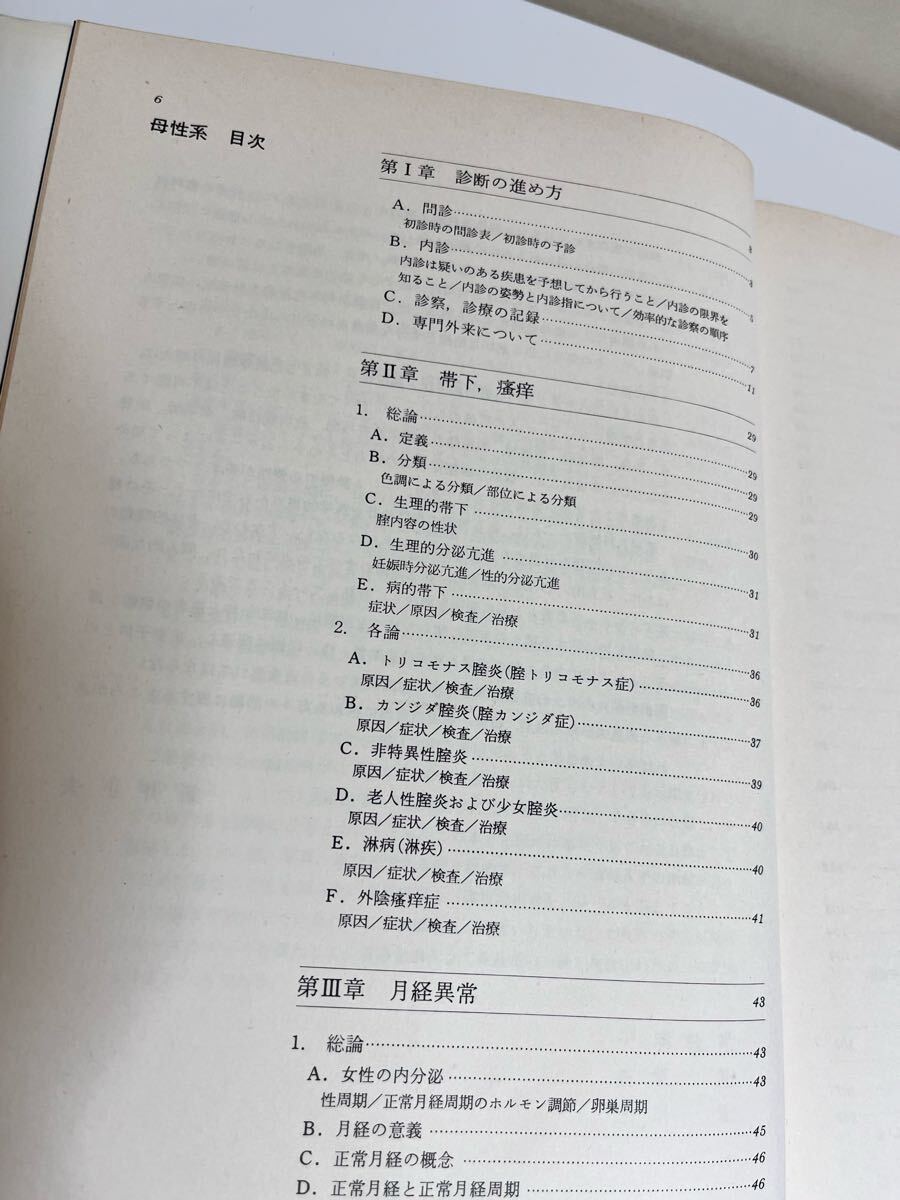 6
母性系 目次
第Ⅰ章 診断の進め方
A．問診……………………
初診時の問診表／初診時の予診
B．内診……………………5
内診は疑いのある疾患を予想してから行うこと／内診の限界を
知ること／内診の姿勢と内診指について／効率的な診察の順序
C．診察，診療の記録……………………7
D．専門外来について……………………11
第Ⅱ章 帯下，瘙痒 29
1. 総論……………………29
A．定義……………………29
B．分類……………………29
色調による分類／部位による分類
C．生理的帯下……………………30
腟内容の性状
D．生理的分泌亢進……………………31
妊娠時分泌亢進／性的分泌亢進
E．病的帯下……………………31
症状／原因／検査／治療
2. 各論……………………36
A．トリコモナス腟炎(腟トリコモナス症)……………………36
原因／症状／検査／治療
B．カンジダ腟炎(腟カンジダ症)……………………37
原因／症状／検査／治療
C．非特異性腟炎……………………39
原因／症状／検査／治療
D．老人性腟炎および少女腟炎……………………40
原因／症状／検査／治療
E．淋病(淋疾)……………………40
原因／症状／検査／治療
F．外陰瘙痒症……………………41
原因／症状／検査／治療
第Ⅲ章 月経異常 43
1. 総論……………………43
A．女性の内分泌……………………43
性周期／正常月経周期のホルモン調節／卵巣周期
B．月経の意義……………………45
C．正常月経の概念……………………46
D．正常月経と正常月経周期……………………46